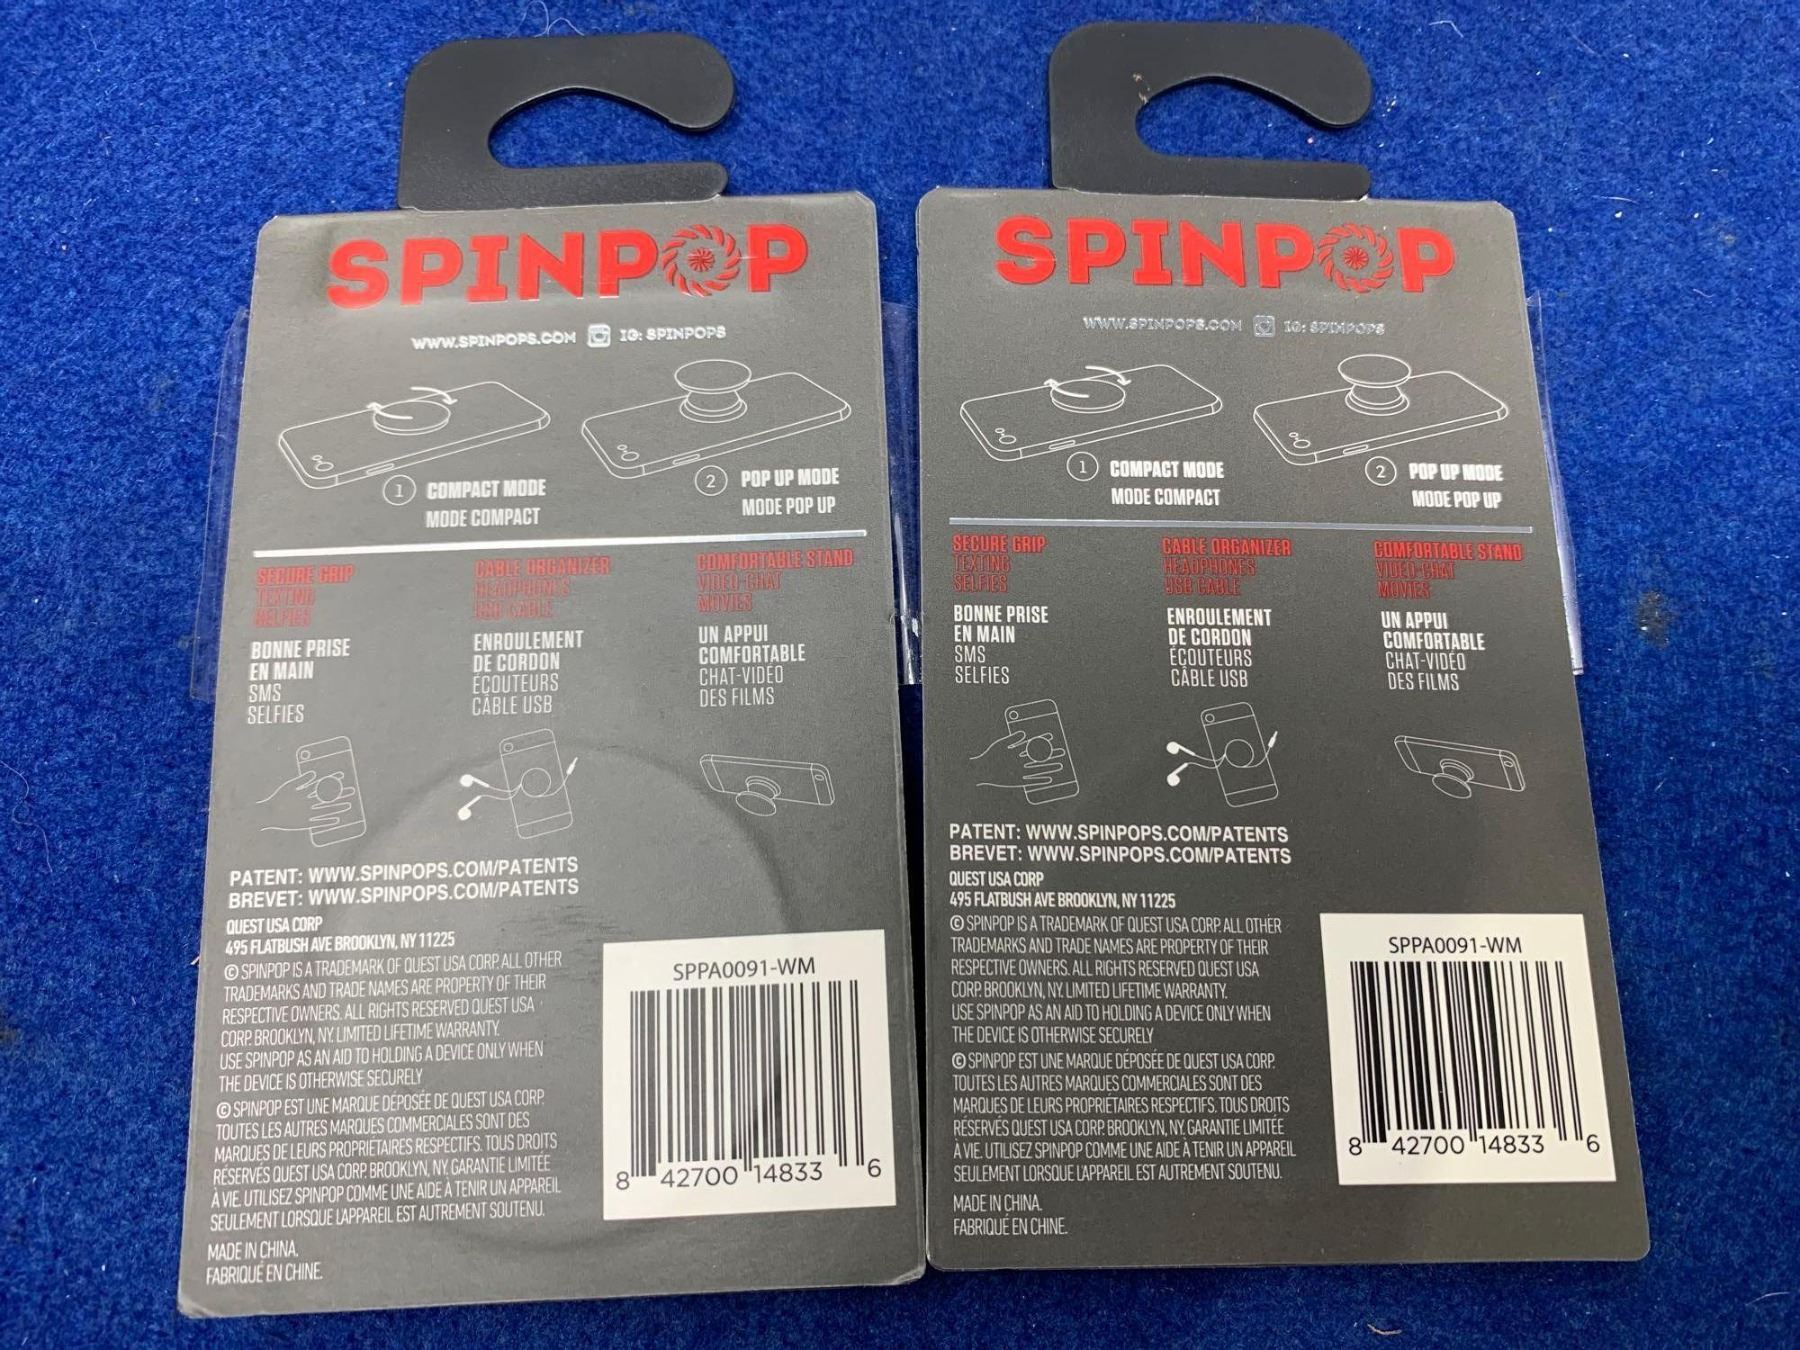 SPINPOP
WWW.SPINPOPS.COM IG: SPINPOPS
1 COMPACT MODE
MODE COMPACT
2 POP UP MODE
MODE POP UP
SECURE GRIP
TEXTING
SELFIES
BONNE PRISE
EN MAIN
SMS
SELFIES
CABLE ORGANIZER
HEADPHONES
USB CABLE
ENROULEMENT
DE CORDON
ÉCOUTEURS
CÂBLE USB
COMFORTABLE STAND
VIDEO-CHAT
MOVIES
UN APPUI
COMFORTABLE
CHAT-VIDÉO
DES FILMS
PATENT: WWW.SPINPOPS.COM/PATENTS
BREVET: WWW.SPINPOPS.COM/PATENTS
QUEST USA CORP
495 FLATBUSH AVE BROOKLYN, NY 11225
© SPINPOP IS A TRADEMARK OF QUEST USA CORP. ALL OTHER
TRADEMARKS AND TRADE NAMES ARE PROPERTY OF THEIR
RESPECTIVE OWNERS. ALL RIGHTS RESERVED QUEST USA
CORP. BROOKLYN, NY. LIMITED LIFETIME WARRANTY.
USE SPINPOP AS AN AID TO HOLDING A DEVICE ONLY WHEN
THE DEVICE IS OTHERWISE SECURELY
© SPINPOP EST UNE MARQUE DÉPOSÉE DE QUEST USA CORP.
TOUTES LES AUTRES MARQUES COMMERCIALES SONT DES
MARQUES DE LEURS PROPRIÉTAIRES RESPECTIFS. TOUS DROITS
RÉSERVÉS QUEST USA CORP. BROOKLYN, NY. GARANTIE LIMITÉE
À VIE. UTILISEZ SPINPOP COMME UNE AIDE À TENIR UN APPAREIL
SEULEMENT LORSQUE L'APPAREIL EST AUTREMENT SOUTENU.
MADE IN CHINA.
FABRIQUÉ EN CHINE.
SPPA0091-WM
8 42700 14833 6
SPINPOP
WWW.SPINPOPS.COM IG: SPINPOPS
1 COMPACT MODE
MODE COMPACT
2 POP UP MODE
MODE POP UP
SECURE GRIP
TEXTING
SELFIES
BONNE PRISE
EN MAIN
SMS
SELFIES
CABLE ORGANIZER
HEADPHONES
USB CABLE
ENROULEMENT
DE CORDON
ÉCOUTEURS
CÂBLE USB
COMFORTABLE STAND
VIDEO-CHAT
MOVIES
UN APPUI
COMFORTABLE
CHAT-VIDÉO
DES FILMS
PATENT: WWW.SPINPOPS.COM/PATENTS
BREVET: WWW.SPINPOPS.COM/PATENTS
QUEST USA CORP
495 FLATBUSH AVE BROOKLYN, NY 11225
© SPINPOP IS A TRADEMARK OF QUEST USA CORP. ALL OTHER
TRADEMARKS AND TRADE NAMES ARE PROPERTY OF THEIR
RESPECTIVE OWNERS. ALL RIGHTS RESERVED QUEST USA
CORP. BROOKLYN, NY. LIMITED LIFETIME WARRANTY.
USE SPINPOP AS AN AID TO HOLDING A DEVICE ONLY WHEN
THE DEVICE IS OTHERWISE SECURELY
© SPINPOP EST UNE MARQUE DÉPOSÉE DE QUEST USA CORP.
TOUTES LES AUTRES MARQUES COMMERCIALES SONT DES
MARQUES DE LEURS PROPRIÉTAIRES RESPECTIFS. TOUS DROITS
RÉSERVÉS QUEST USA CORP. BROOKLYN, NY. GARANTIE LIMITÉE
À VIE. UTILISEZ SPINPOP COMME UNE AIDE À TENIR UN APPAREIL
SEULEMENT LORSQUE L'APPAREIL EST AUTREMENT SOUTENU.
MADE IN CHINA.
FABRIQUÉ EN CHINE.
SPPA0091-WM
8 42700 14833 6